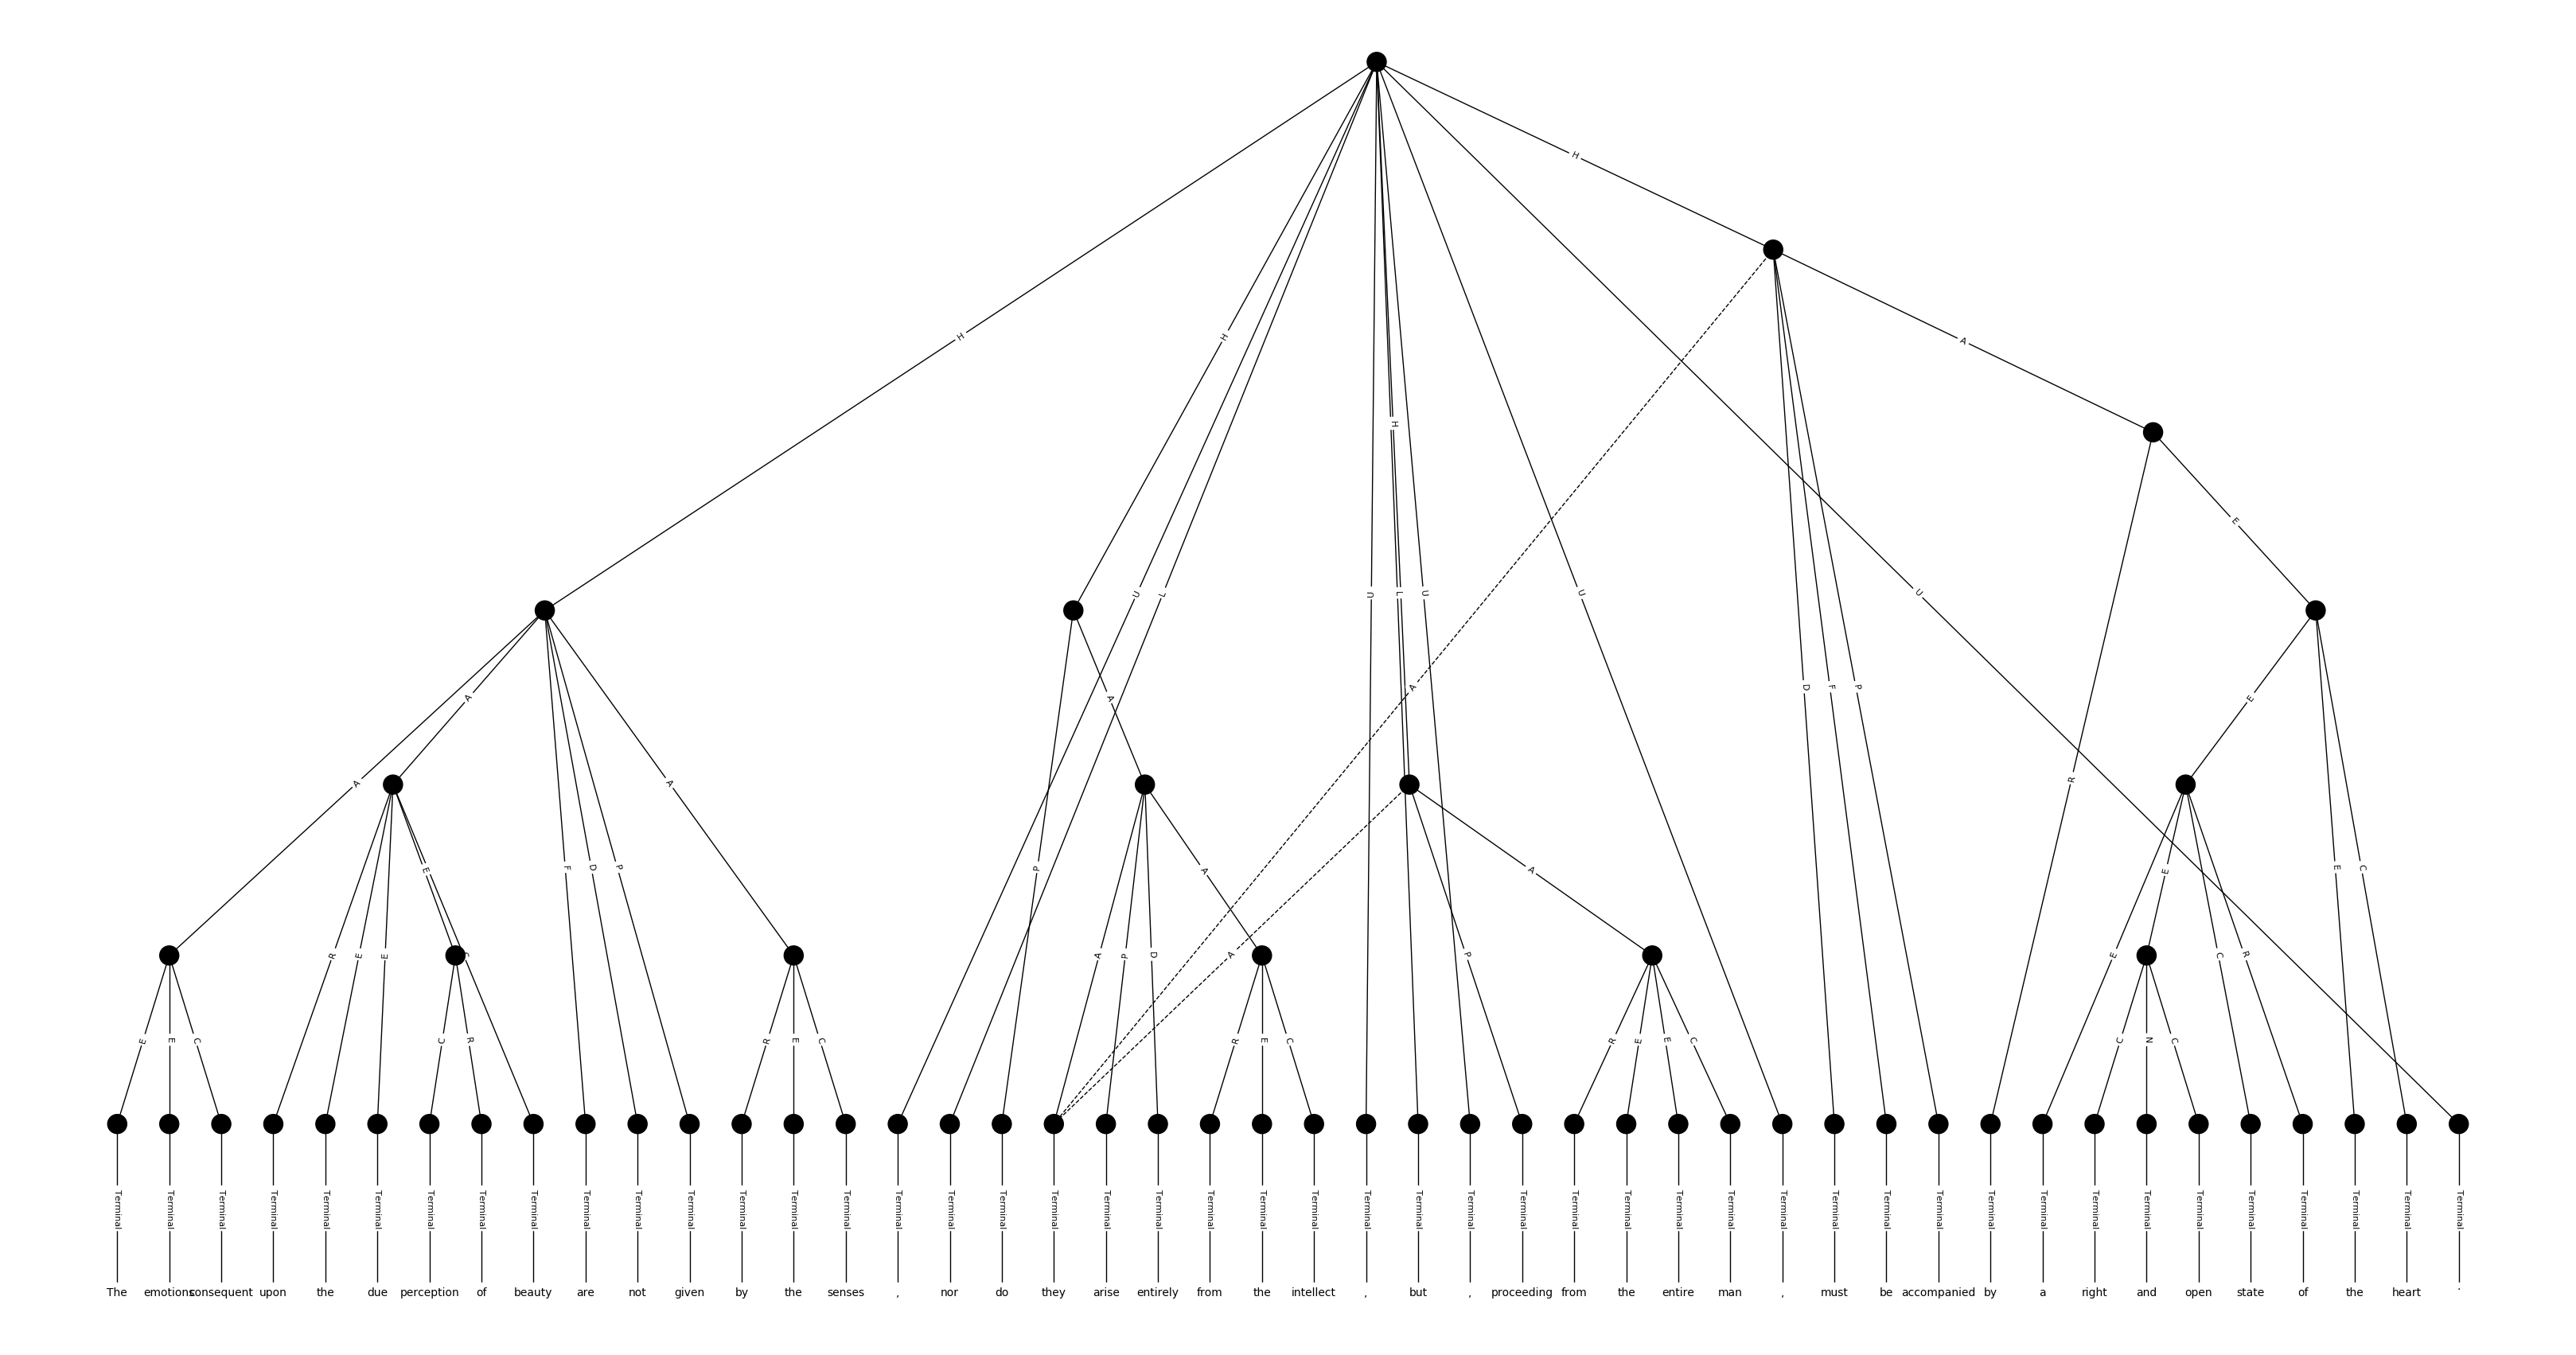 H
H H
A
H
E
U L U L U U U
A A A D F P E
A A R
E P A A F D P E C
R E E C A P D A P E E C R
E E C C R R E C R E C R E E C C N C
Terminal Terminal Terminal Terminal Terminal Terminal Terminal Terminal Terminal Terminal Terminal Terminal Terminal Terminal Terminal Terminal Terminal Terminal Terminal Terminal Terminal Terminal Terminal Terminal Terminal Terminal Terminal Terminal Terminal Terminal Terminal Terminal Terminal Terminal Terminal Terminal Terminal Terminal Terminal Terminal Terminal Terminal Terminal Terminal Terminal Terminal
The emotions consequent upon the due perception of beauty are not given by the senses , nor do they arise entirely from the intellect , but , proceeding from the entire man , must be accompanied by a right and open state of the heart .